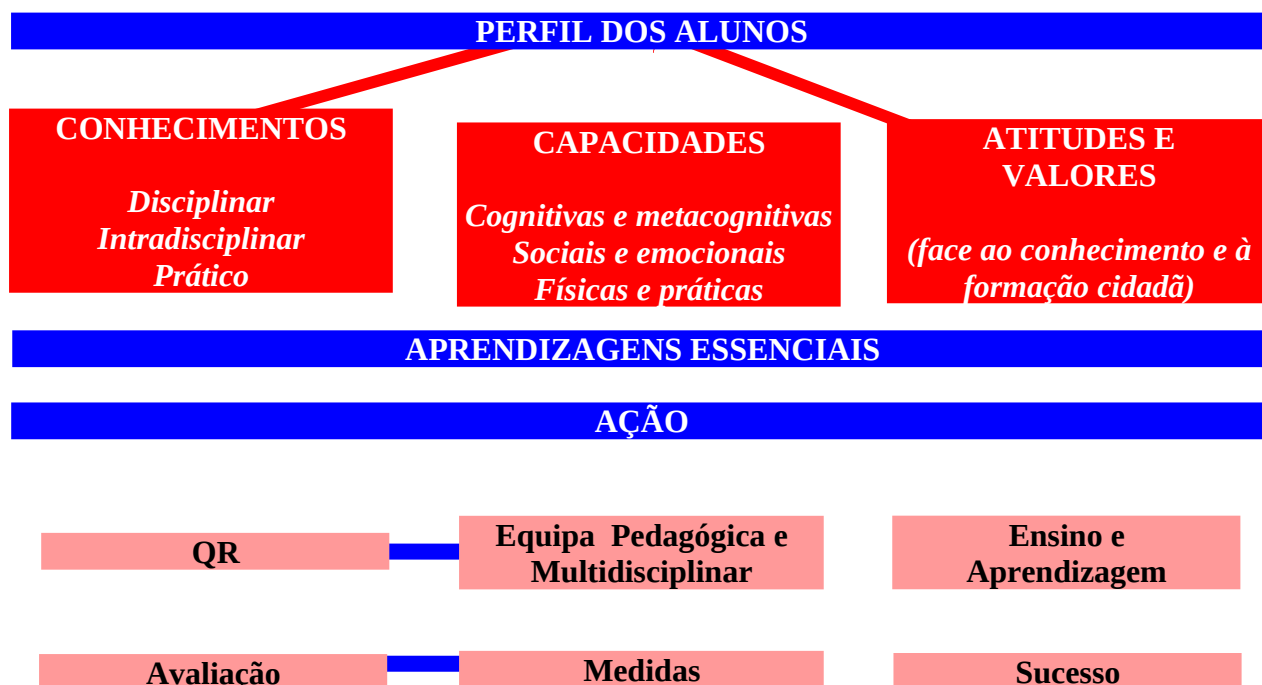 PERFIL DOS ALUNOS
CONHECIMENTOS
Disciplinar
Intradisciplinar
Prático
CAPACIDADES
Cognitivas e metacognitivas
Sociais e emocionais
Físicas e práticas
ATITUDES E
VALORES
(face ao conhecimento e à
formação cidadã)
APRENDIZAGENS ESSENCIAIS
AÇÃO
QR
Equipa Pedagógica e
Multidisciplinar
Ensino e
Aprendizagem
Avaliação
Medidas
Sucesso